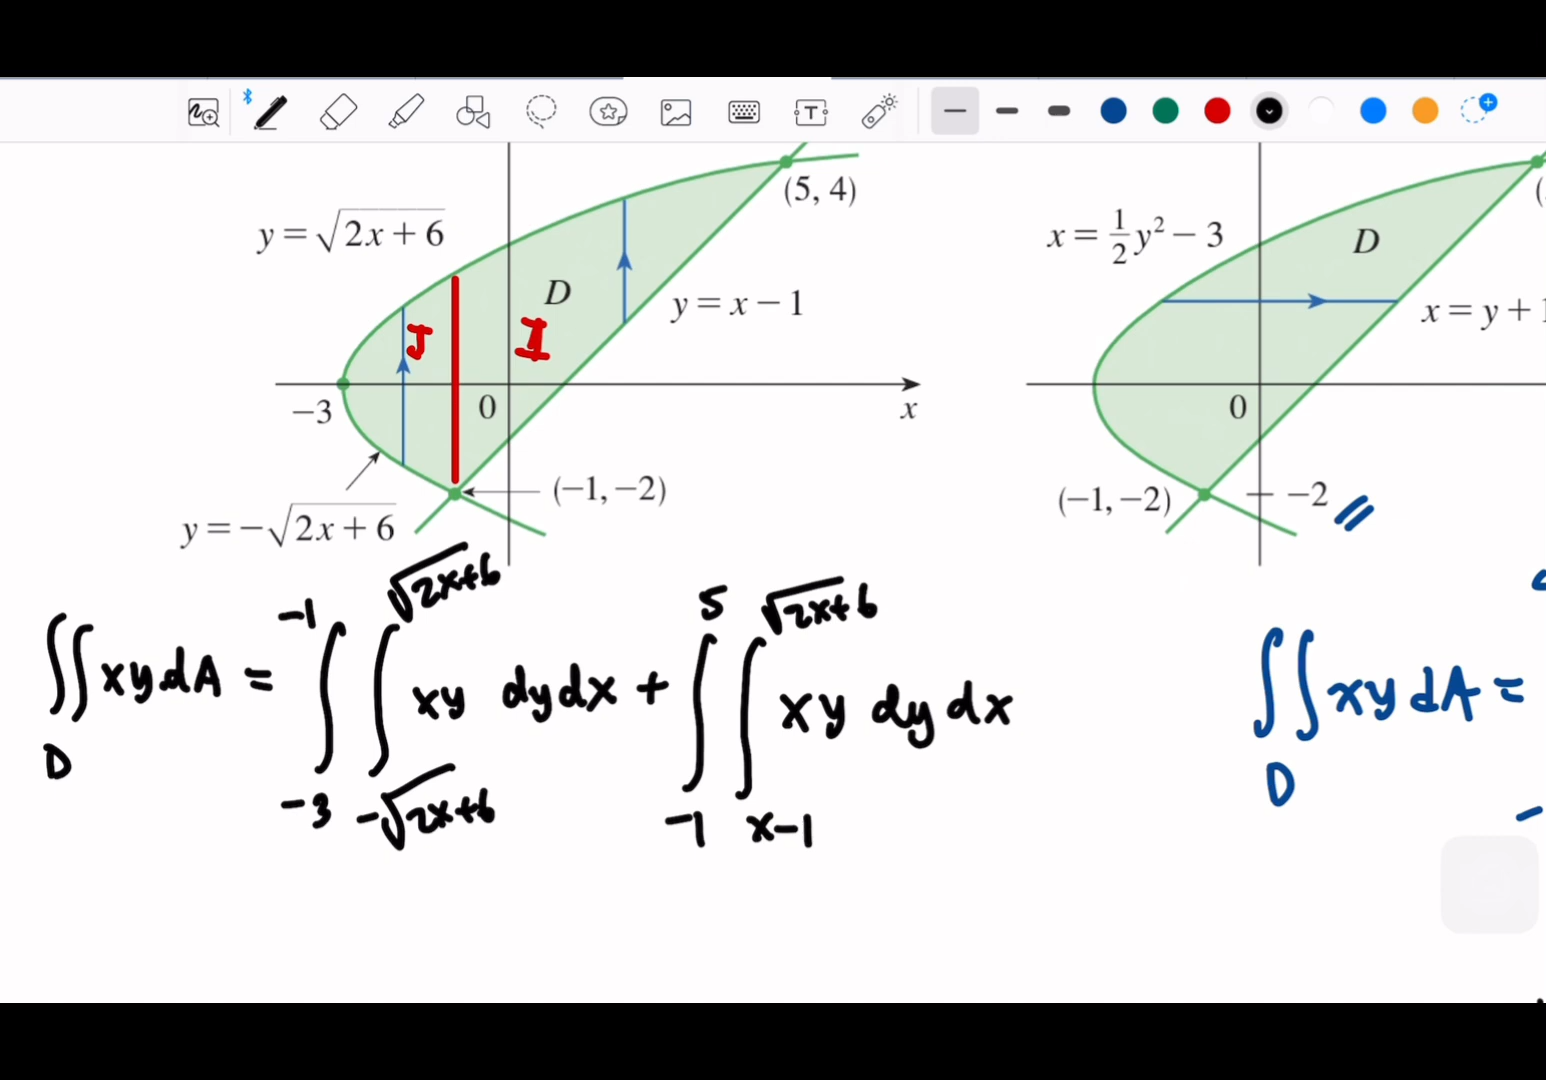 T
(5, 4)
(
y = √2x + 6
x = 1/2 y² − 3
D
D
y = x − 1
x = y + 1
J
I
−3
0
x
0
(−1, −2)
(−1, −2)
−2
y = −√2x + 6
∬_D xy dA = ∫_{-3}^{-1} ∫_{-√2x+6}^{√2x+6} xy dy dx + ∫_{-1}^{5} ∫_{x-1}^{√2x+6} xy dy dx
∬_D xy dA =